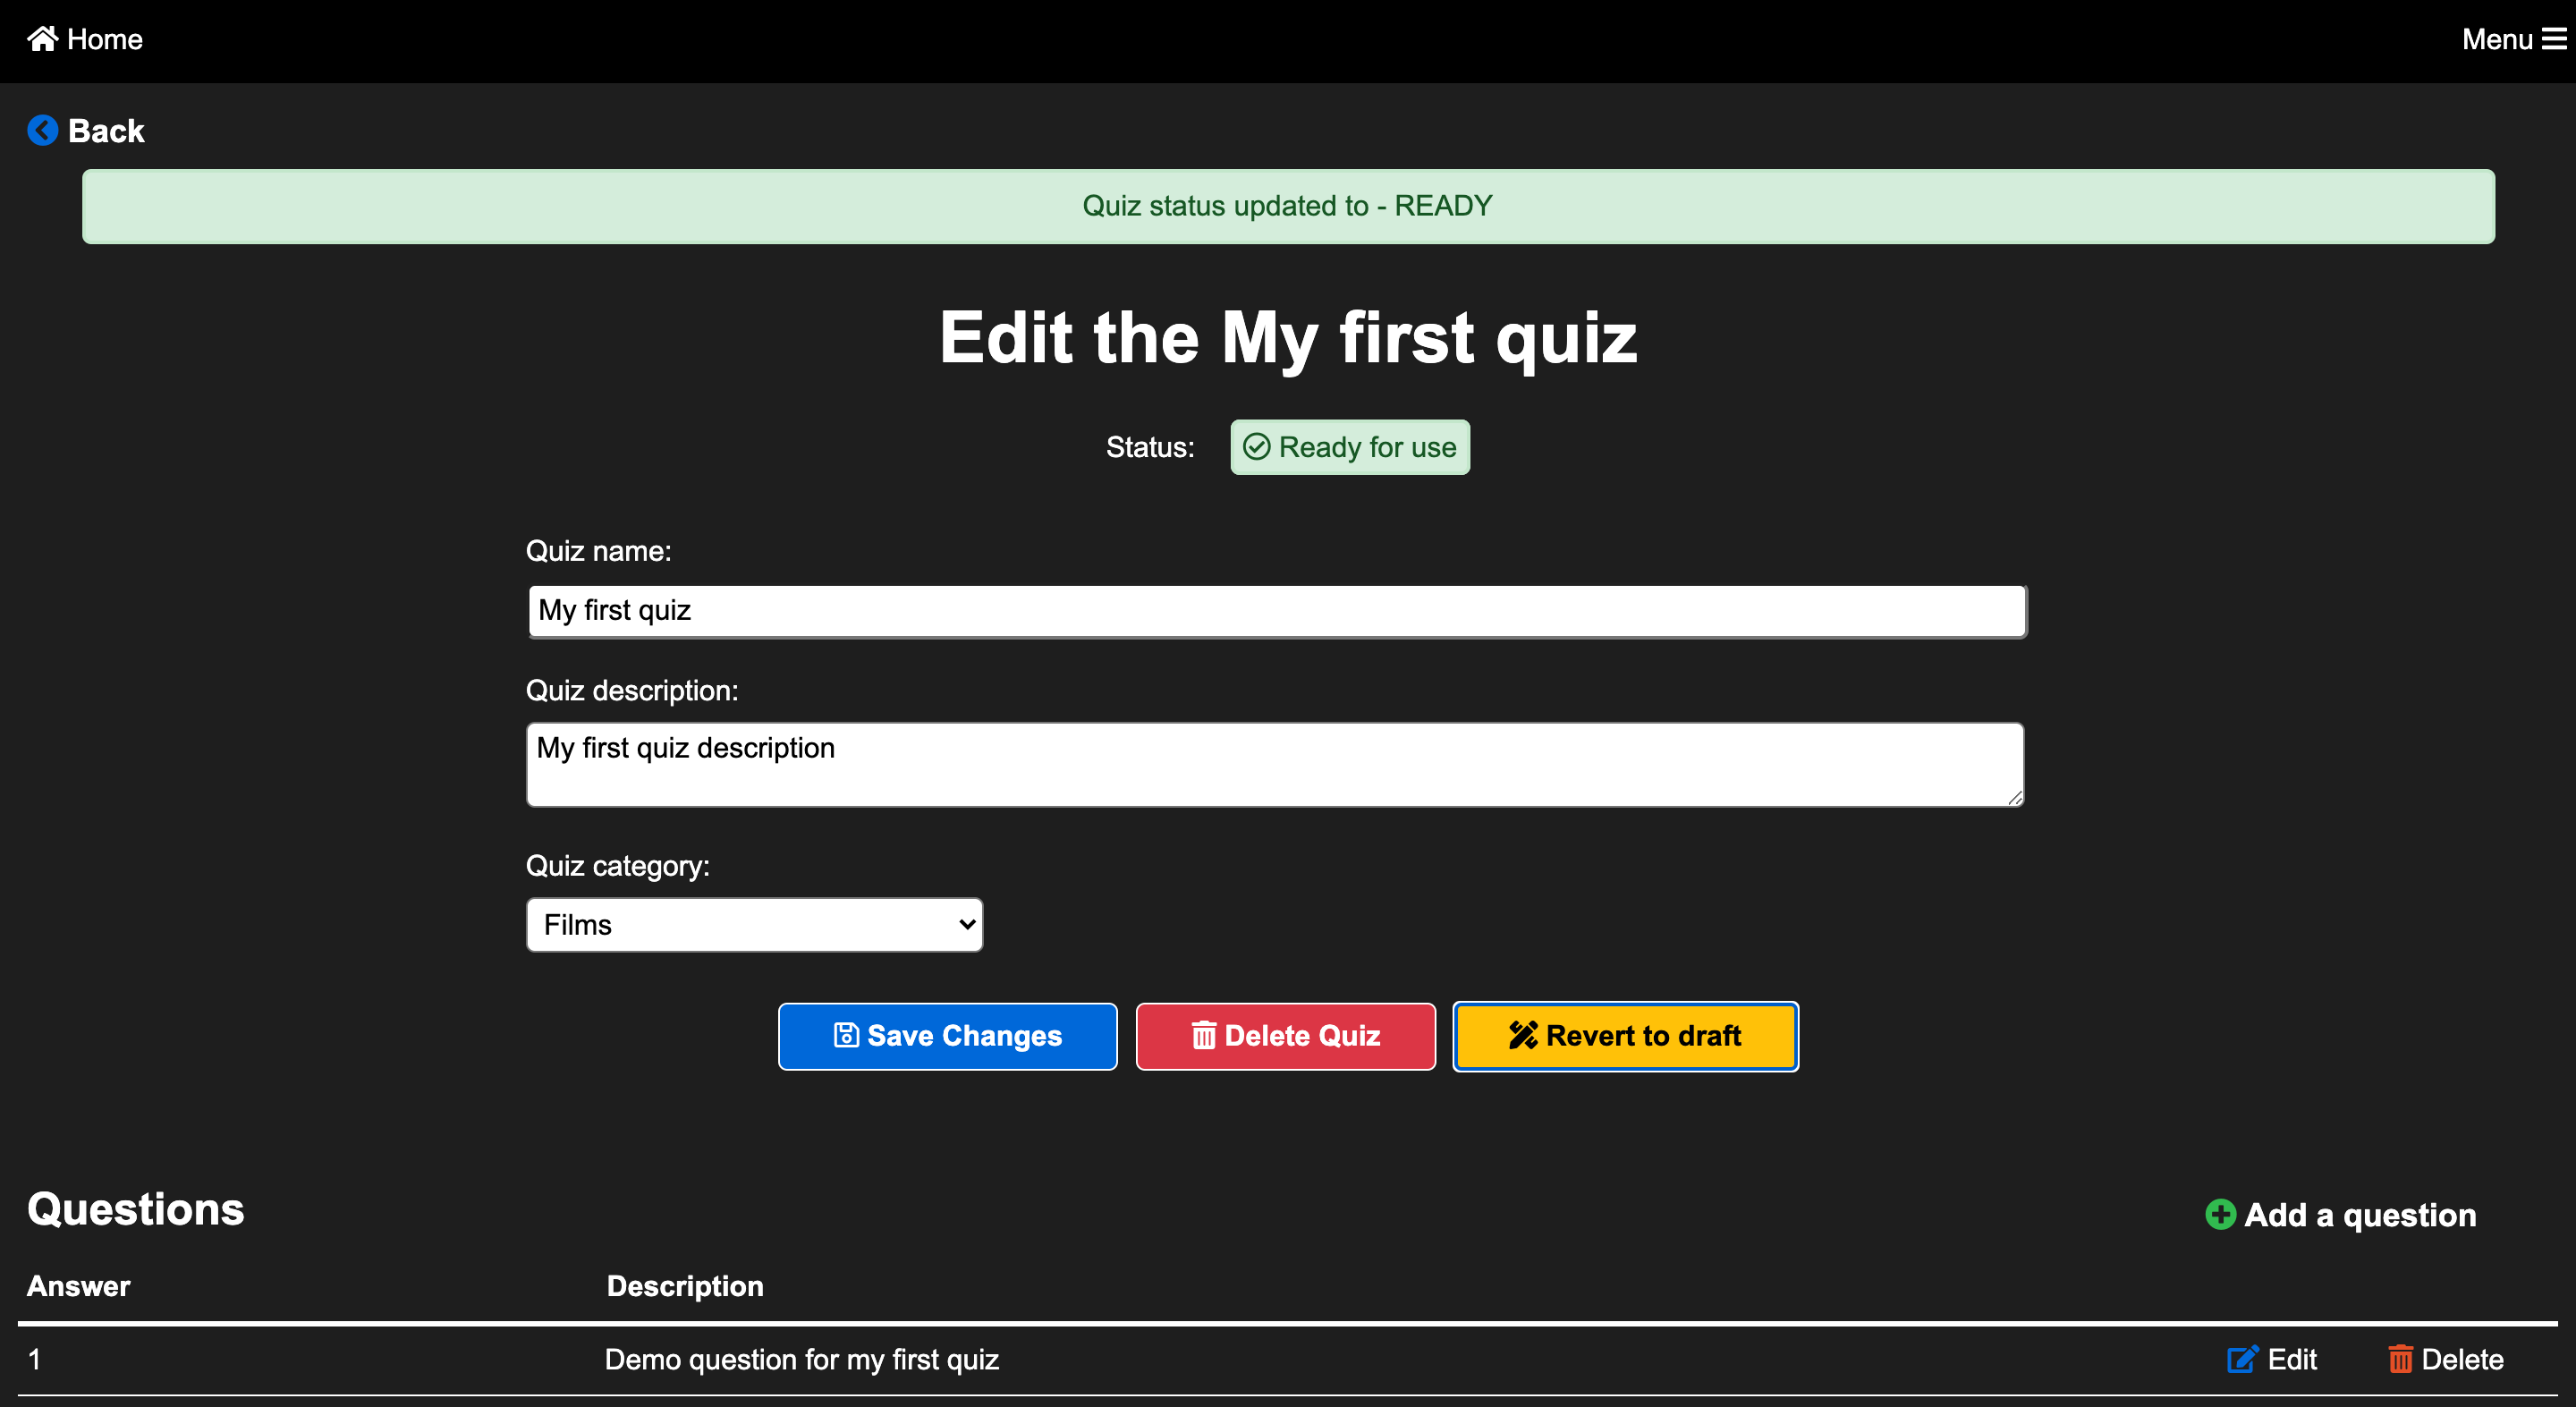 Home
Menu
Back
Quiz status updated to - READY
Edit the My first quiz
Status:
Ready for use
Quiz name:
My first quiz
Quiz description:
My first quiz description
Quiz category:
Films
Save Changes
Delete Quiz
Revert to draft
Questions
Add a question
Answer
Description
1
Demo question for my first quiz
Edit
Delete